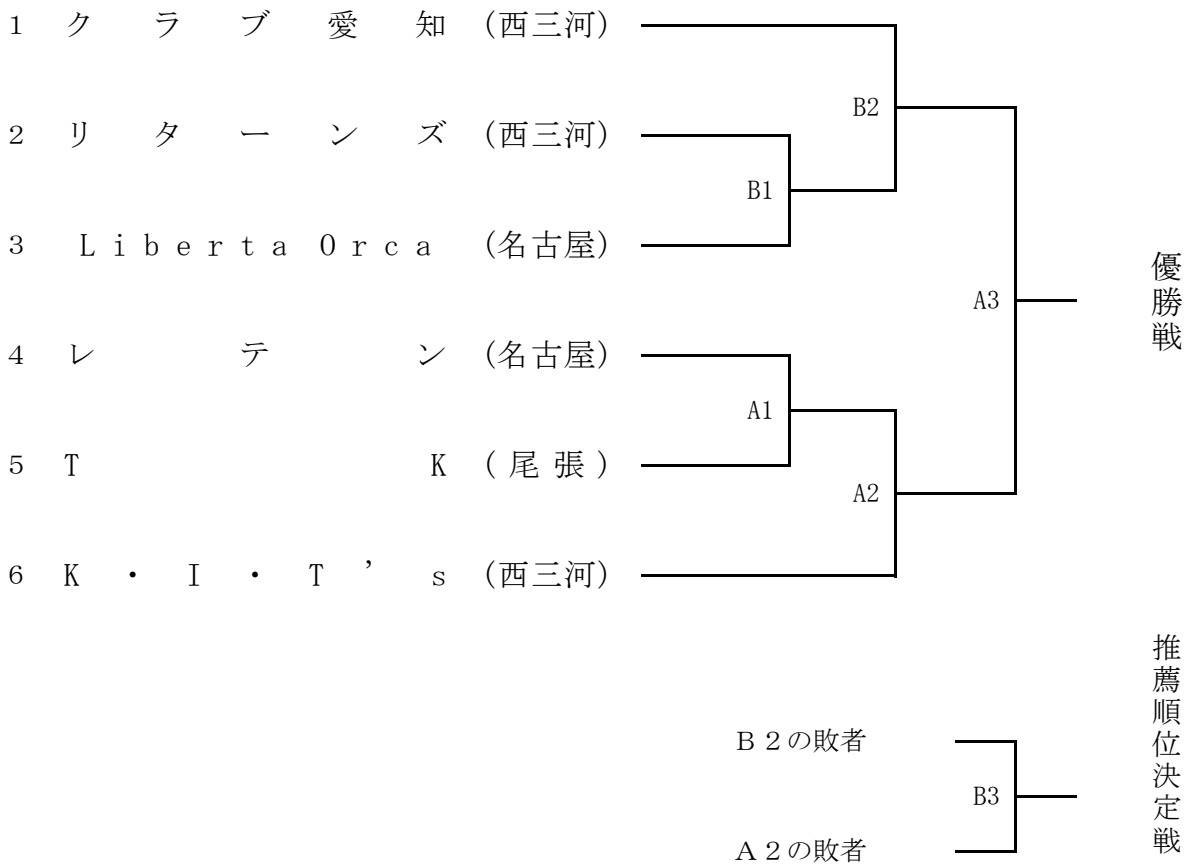 1 クラブ愛知 (西三河)
B2
2 リターンズ (西三河)
B1
3 Liberta Orca (名古屋)
優勝戦
A3
4 レテン (名古屋)
A1
5 TK (尾張)
A2
6 K・I・T’s (西三河)
推薦順位決定戦
B2の敗者
B3
A2の敗者